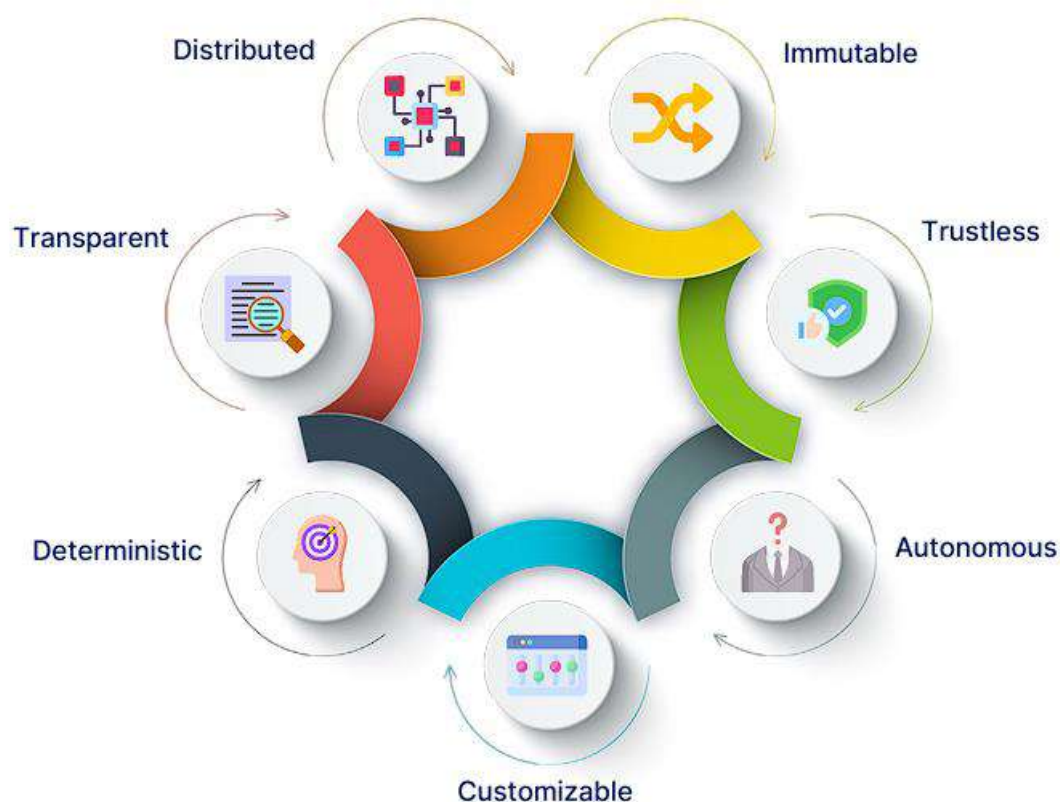 Distributed
Immutable
Transparent
Trustless
Deterministic
Autonomous
Customizable